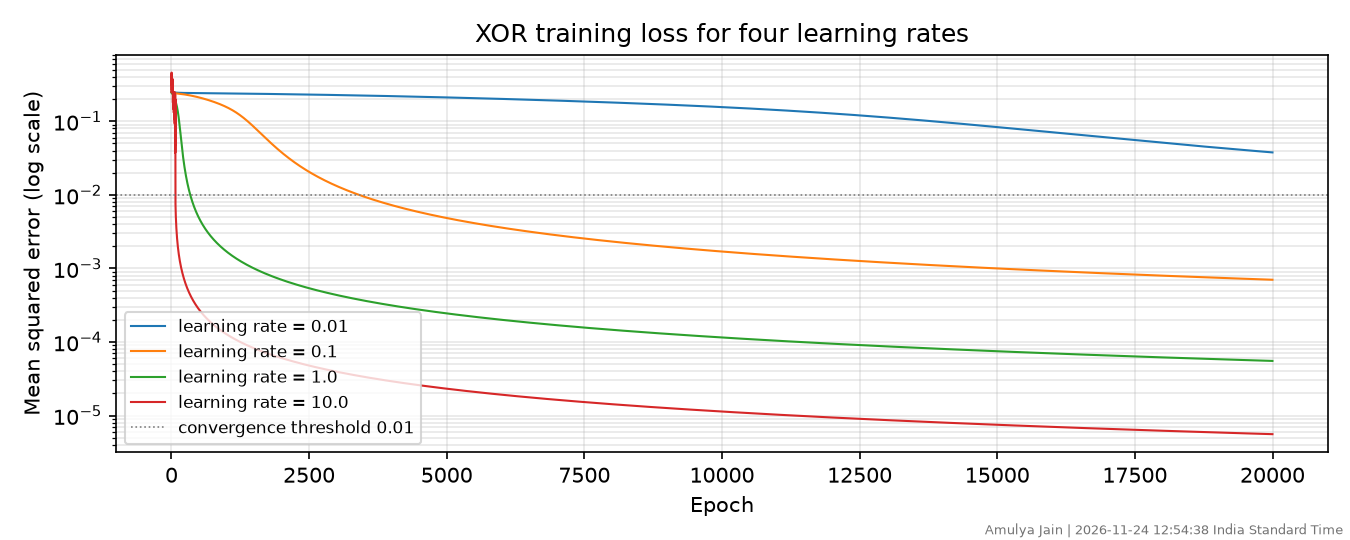 XOR training loss for four learning rates
Mean squared error (log scale)
10⁻¹
10⁻²
10⁻³
10⁻⁴
10⁻⁵
learning rate = 0.01
learning rate = 0.1
learning rate = 1.0
learning rate = 10.0
convergence threshold 0.01
0 2500 5000 7500 10000 12500 15000 17500 20000
Epoch
Amulya Jain | 2026-11-24 12:54:38 India Standard Time